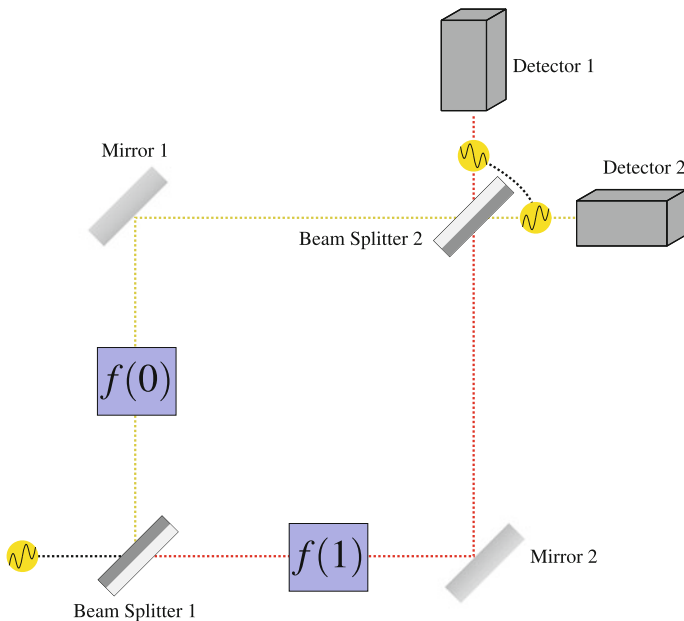 Detector 1
Mirror 1
Detector 2
Beam Splitter 2
f(0)
f(1)
Mirror 2
Beam Splitter 1